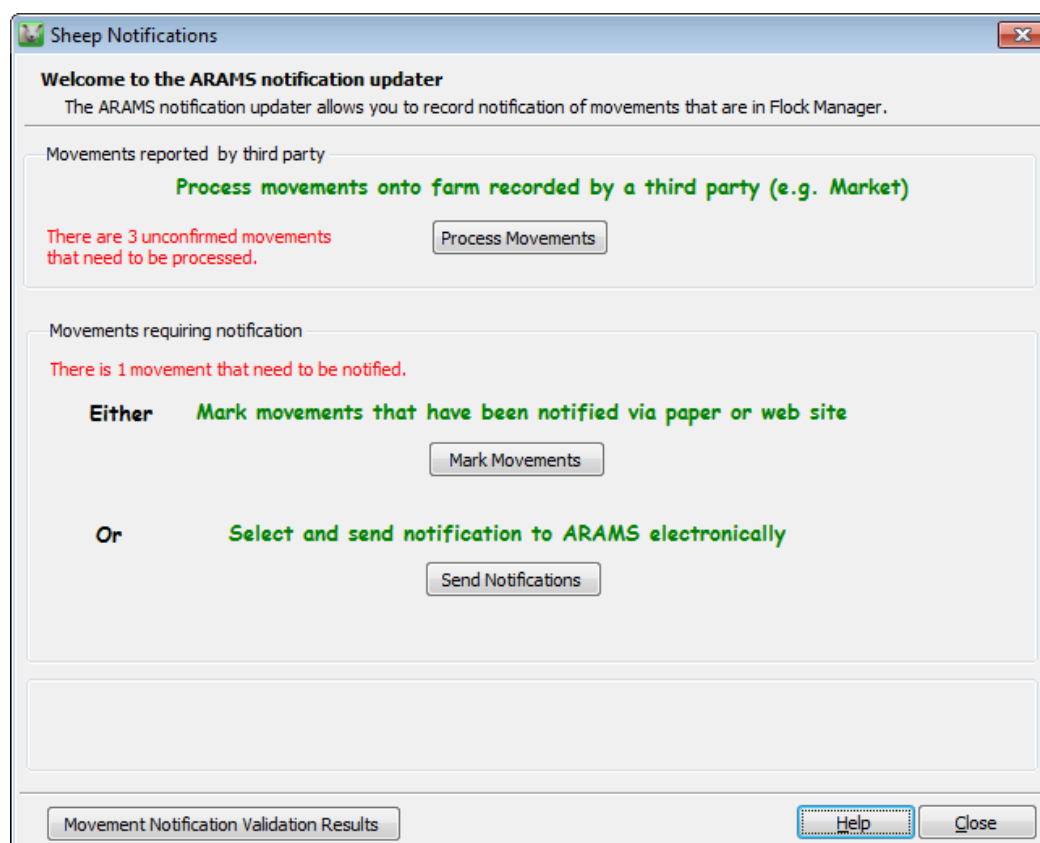 Sheep Notifications
Welcome to the ARAMS notification updater
The ARAMS notification updater allows you to record notification of movements that are in Flock Manager.
Movements reported by third party
Process movements onto farm recorded by a third party (e.g. Market)
There are 3 unconfirmed movements
that need to be processed.
Process Movements
Movements requiring notification
There is 1 movement that need to be notified.
Either Mark movements that have been notified via paper or web site
Mark Movements
Or Select and send notification to ARAMS electronically
Send Notifications
Movement Notification Validation Results Help Close